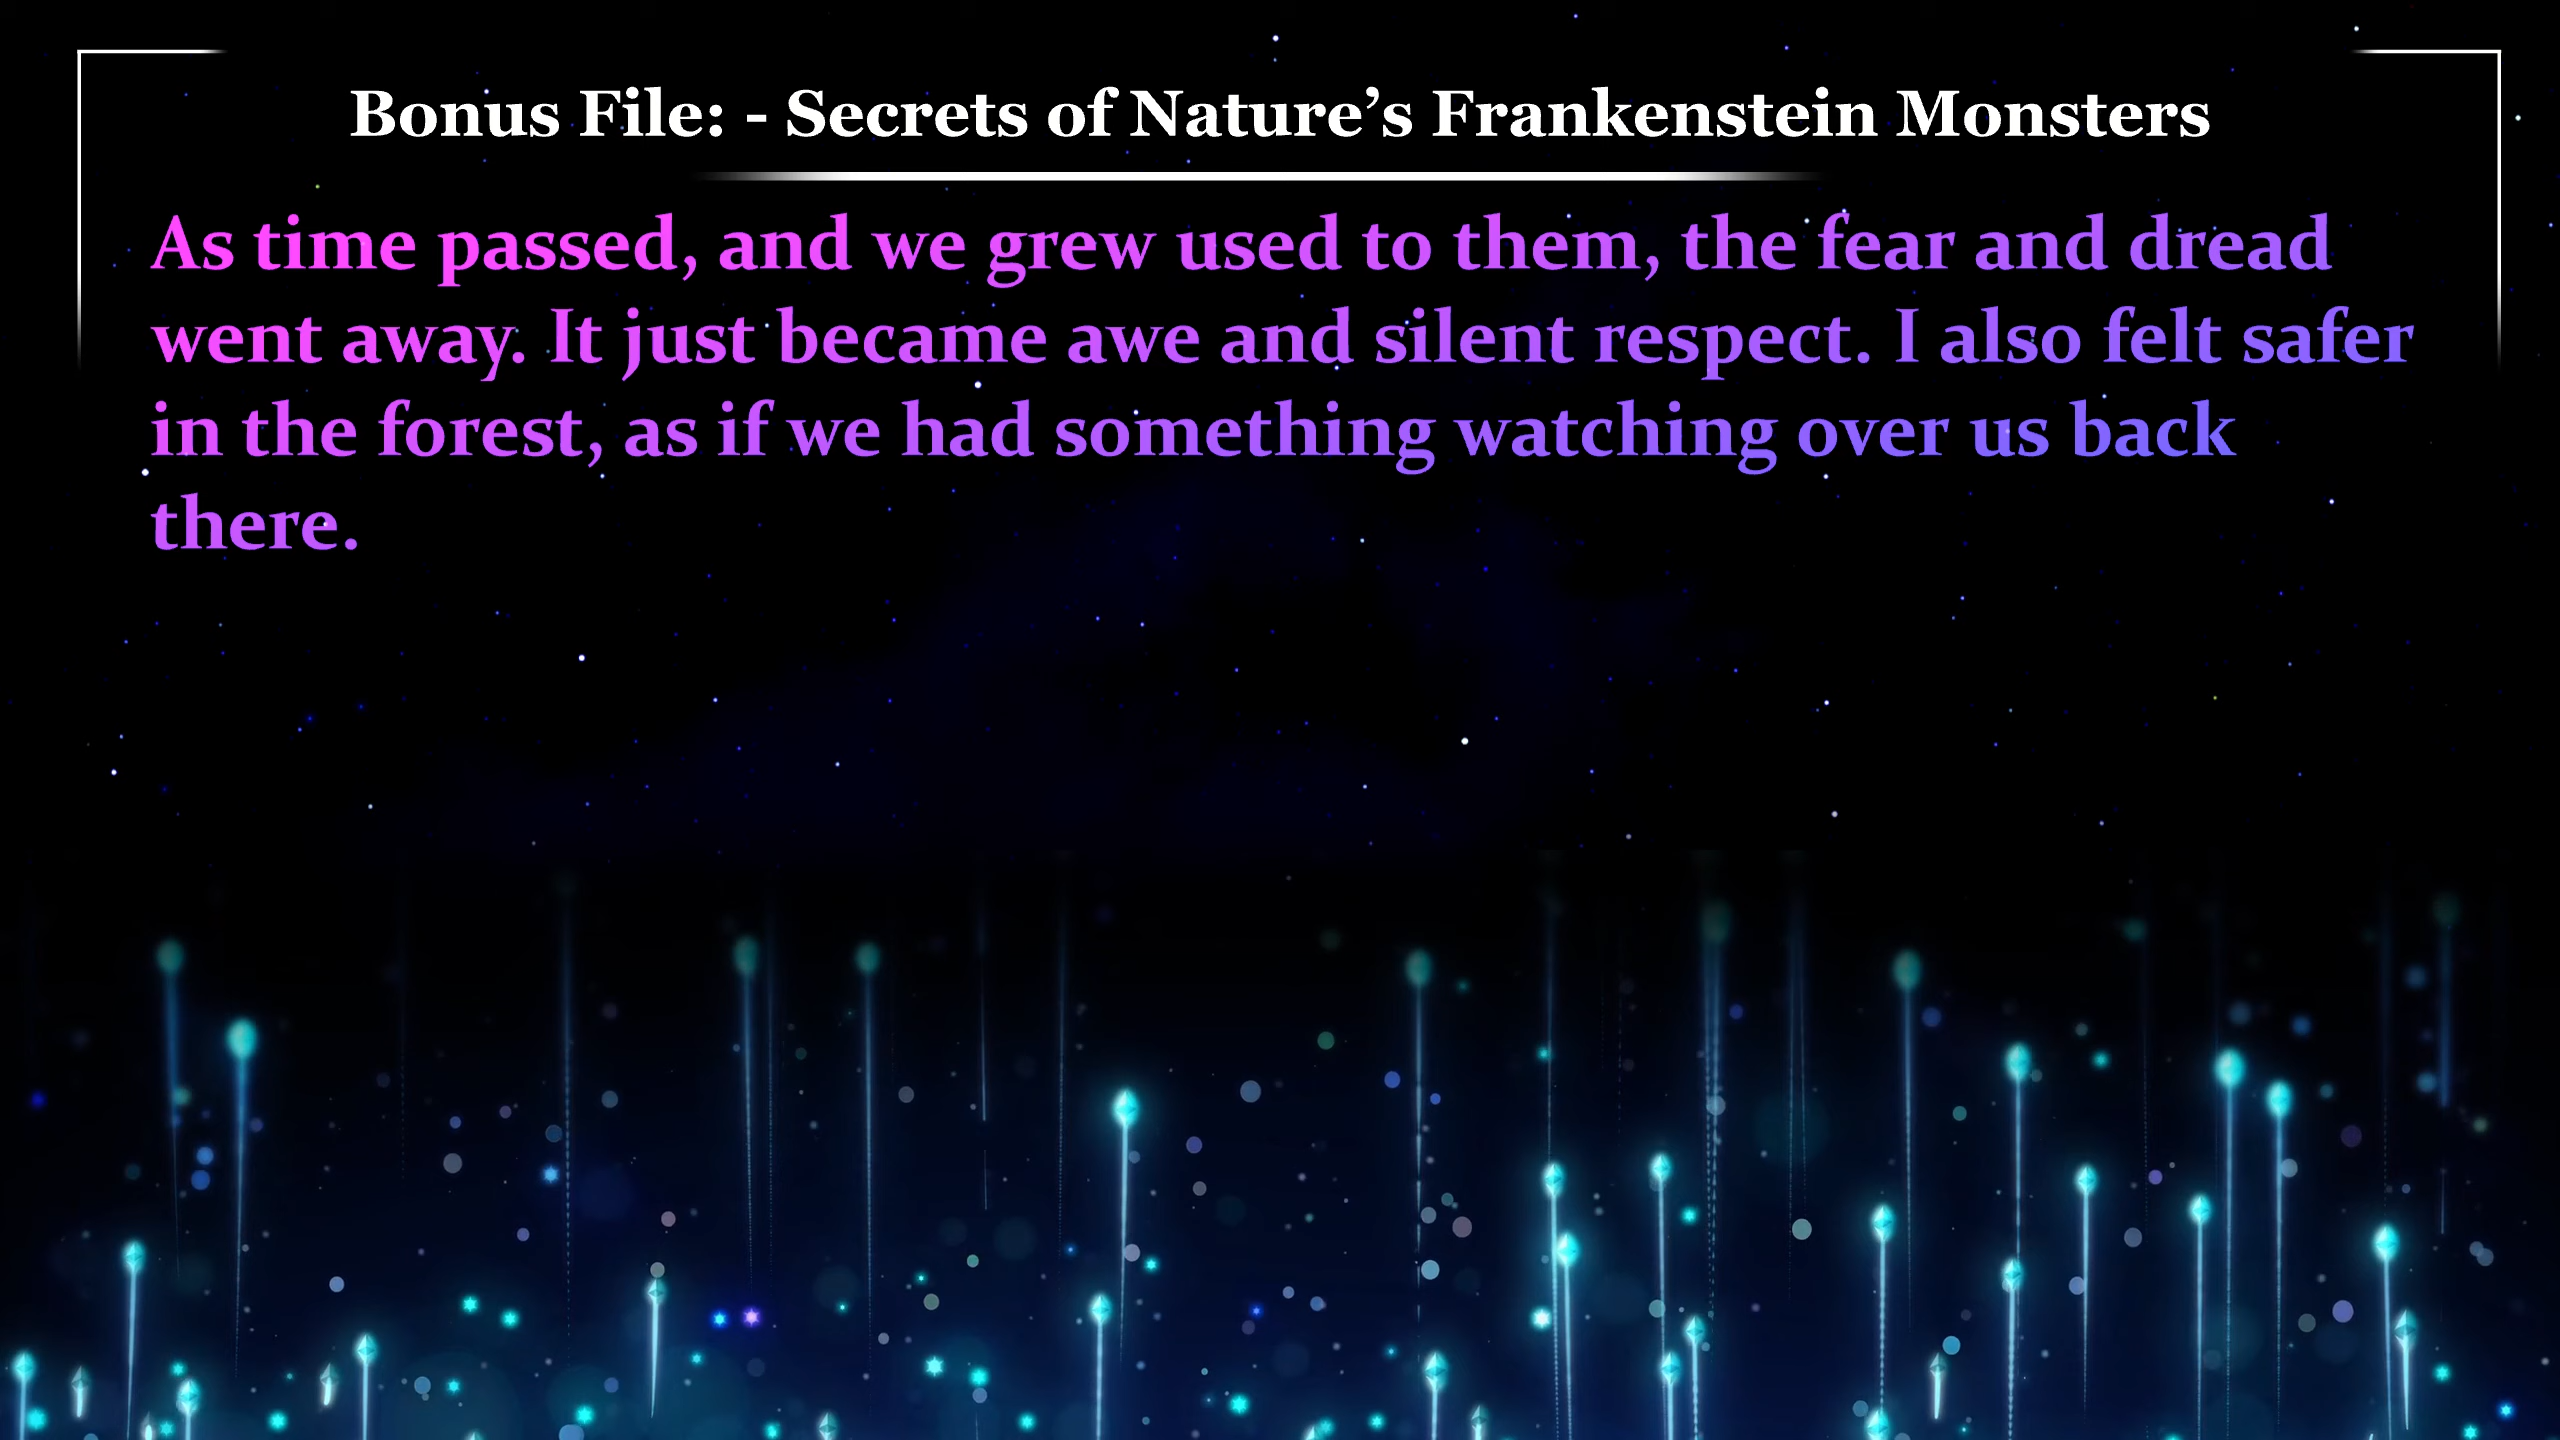 Bonus File: - Secrets of Nature’s Frankenstein Monsters
As time passed, and we grew used to them, the fear and dread
went away. It just became awe and silent respect. I also felt safer
in the forest, as if we had something watching over us back
there.